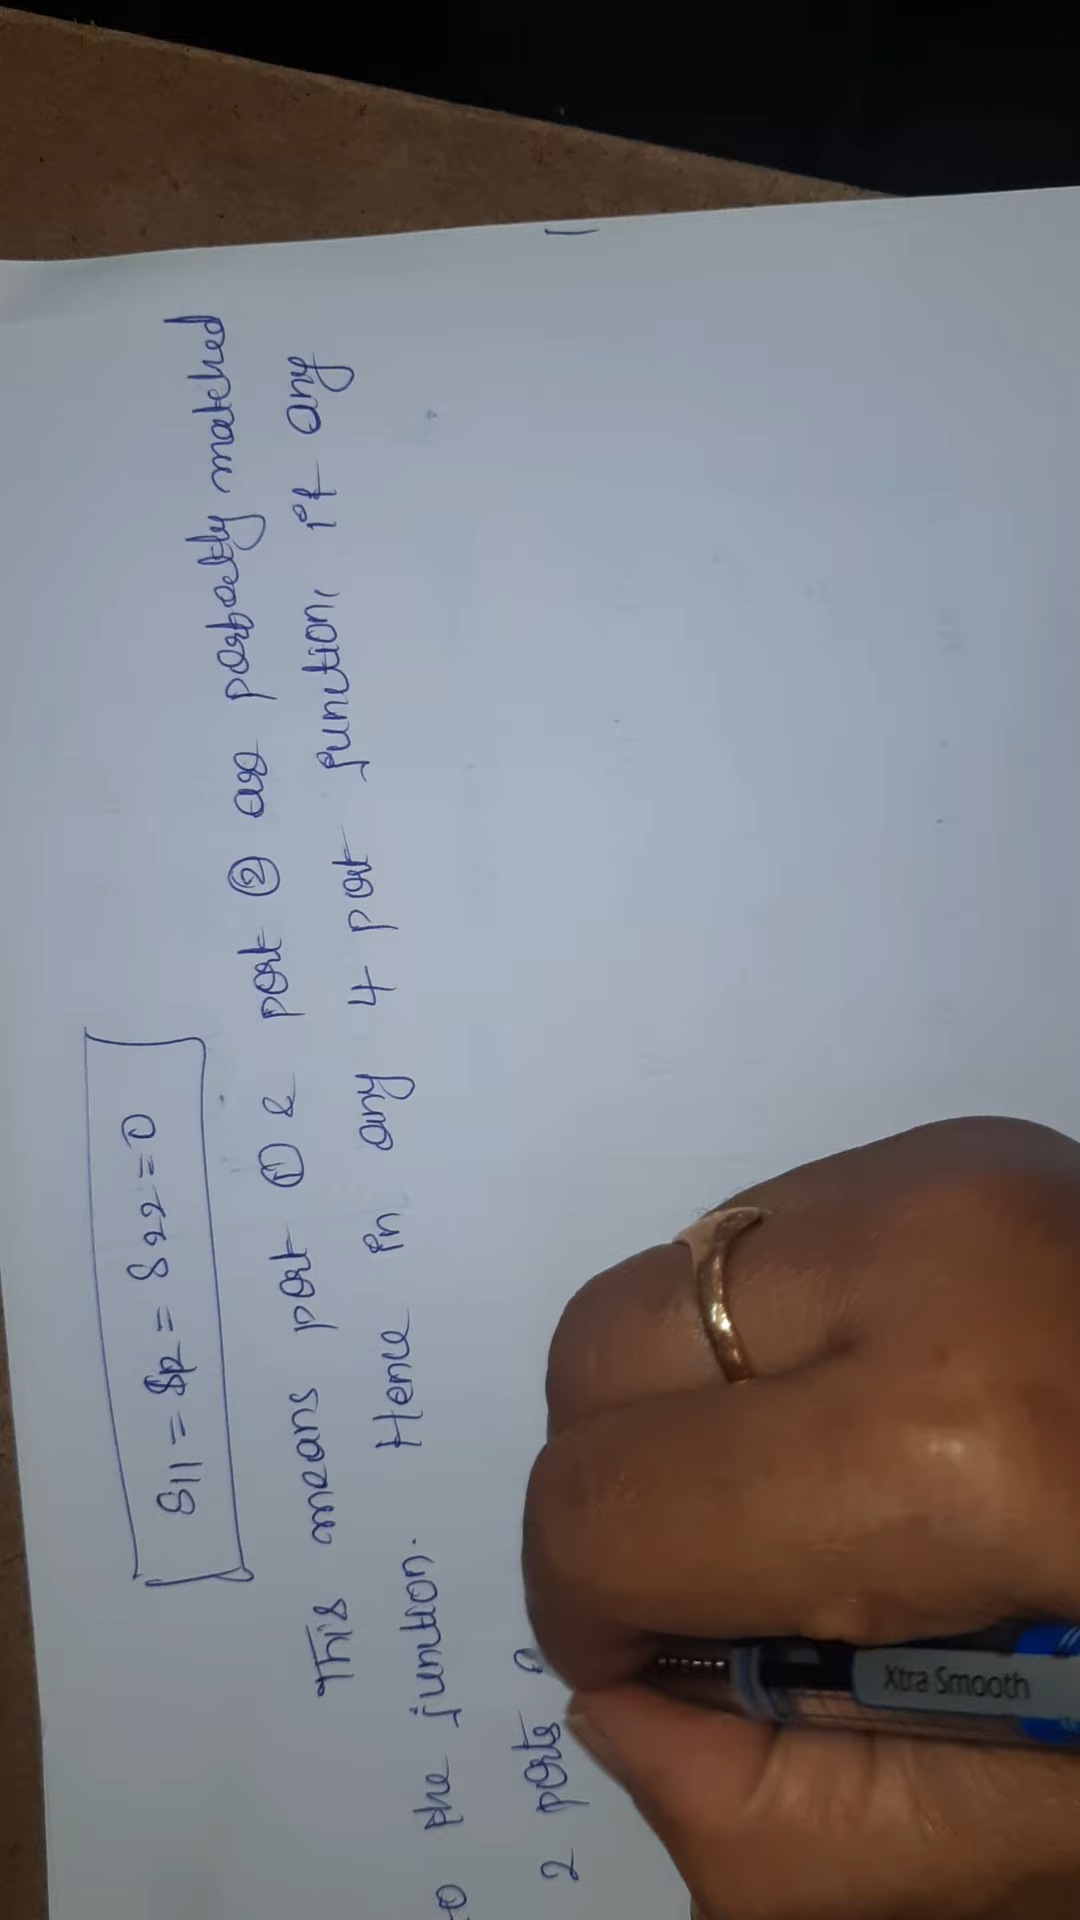 S11 = S12 = S22 = 0
This means port ① & port ② are perfectly matched
to the junction. Hence in any 4 port junction, if any
2 ports
Xtra Smooth